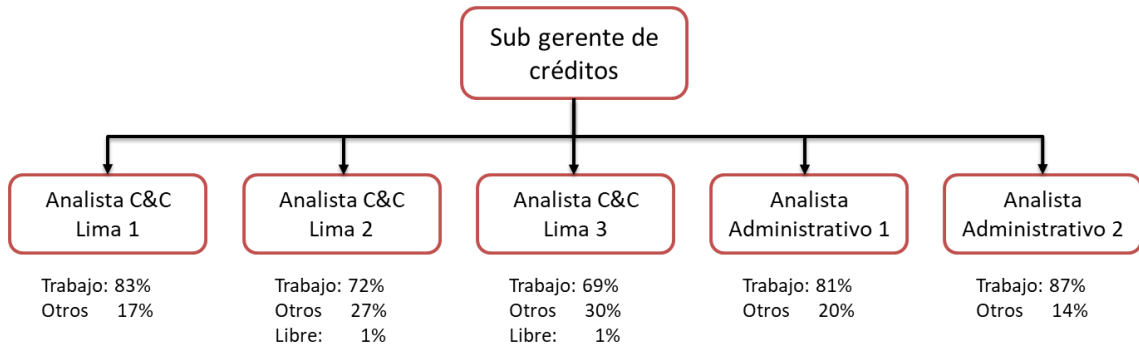 Sub gerente de
créditos
Analista C&C
Lima 1
Analista C&C
Lima 2
Analista C&C
Lima 3
Analista
Administrativo 1
Analista
Administrativo 2
Trabajo: 83%
Otros 17%
Trabajo: 72%
Otros 27%
Libre: 1%
Trabajo: 69%
Otros 30%
Libre: 1%
Trabajo: 81%
Otros 20%
Trabajo: 87%
Otros 14%